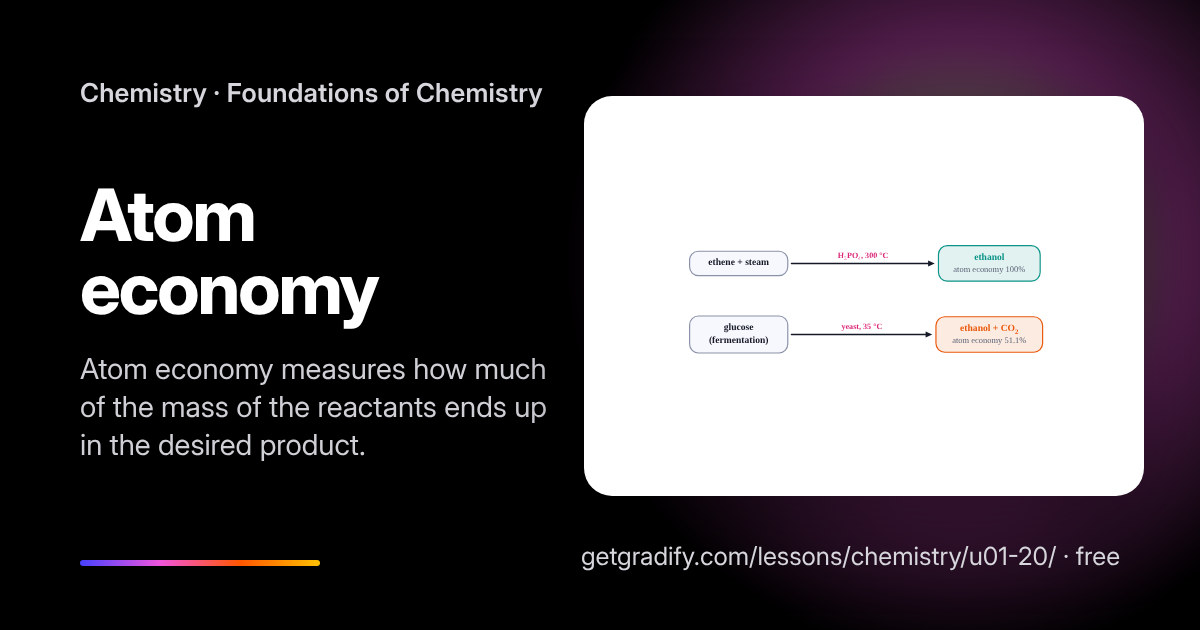 Chemistry · Foundations of Chemistry
Atom
economy
Atom economy measures how much
of the mass of the reactants ends up
in the desired product.
ethene + steam
H₃PO₄, 300 °C
ethanol
atom economy 100%
glucose
(fermentation)
yeast, 35 °C
ethanol + CO₂
atom economy 51.1%
getgradify.com/lessons/chemistry/u01-20/ · free